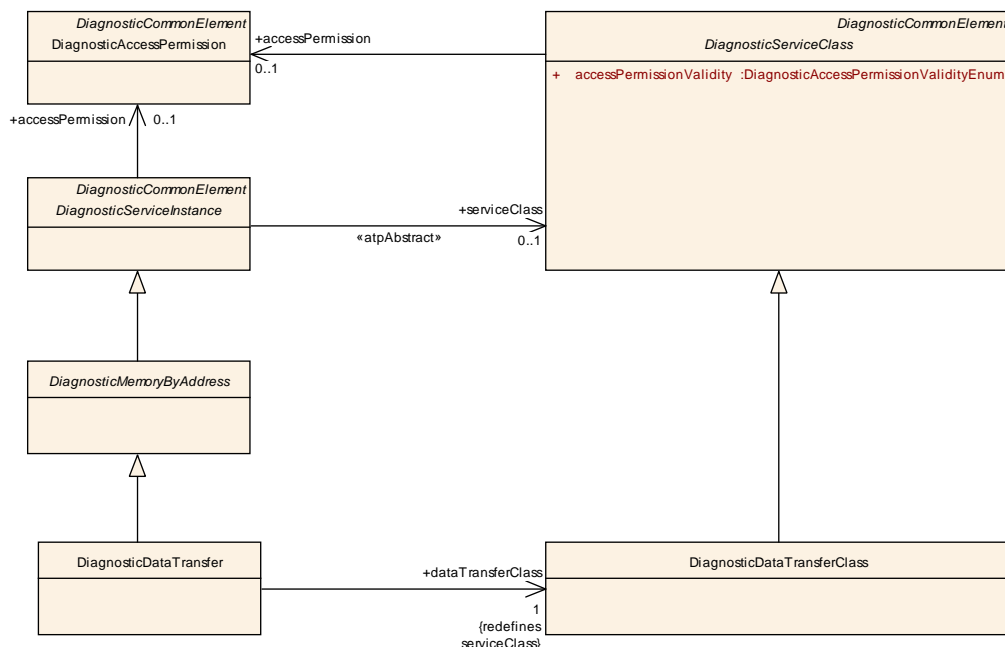 DiagnosticCommonElement
DiagnosticAccessPermission
+accessPermission
0..1
DiagnosticCommonElement
DiagnosticServiceClass
+ accessPermissionValidity :DiagnosticAccessPermissionValidityEnum
+accessPermission
0..1
DiagnosticCommonElement
DiagnosticServiceInstance
+serviceClass
«atpAbstract»
0..1
DiagnosticMemoryByAddress
DiagnosticDataTransfer
+dataTransferClass
1
{redefines
serviceClass}
DiagnosticDataTransferClass